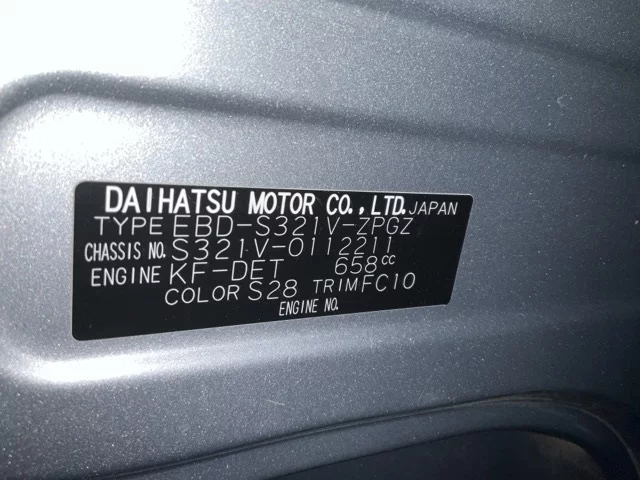 DAIHATSU MOTOR CO., LTD. JAPAN
TYPE EBD-S321V-ZPGZ
CHASSIS NO. S321V-0112211
ENGINE KF-DET 658cc
COLOR S28 TRIM FC10
ENGINE NO.